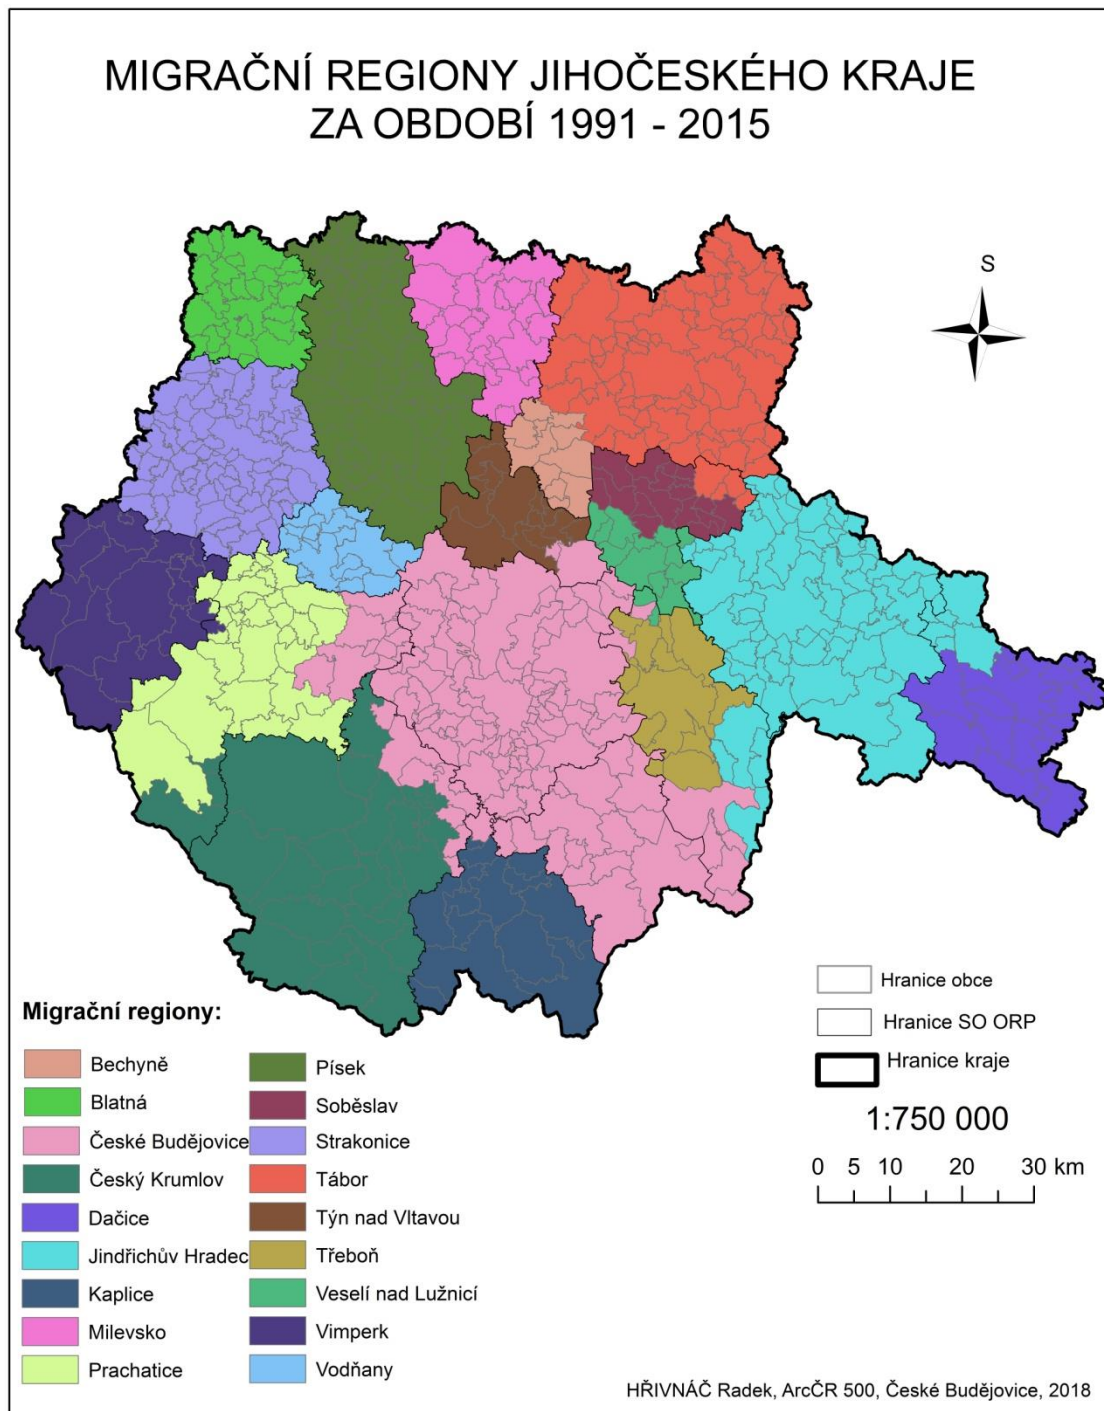 MIGRAČNÍ REGIONY JIHOČESKÉHO KRAJE
ZA OBDOBÍ 1991 - 2015
S
Migrační regiony:
Bechyně
Blatná
České Budějovice
Český Krumlov
Dačice
Jindřichův Hradec
Kaplice
Milevsko
Prachatice
Písek
Soběslav
Strakonice
Tábor
Týn nad Vltavou
Třeboň
Veselí nad Lužnicí
Vimperk
Vodňany
Hranice obce
Hranice SO ORP
Hranice kraje
1:750 000
0 5 10 20 30 km
HŘIVNÁČ Radek, ArcČR 500, České Budějovice, 2018